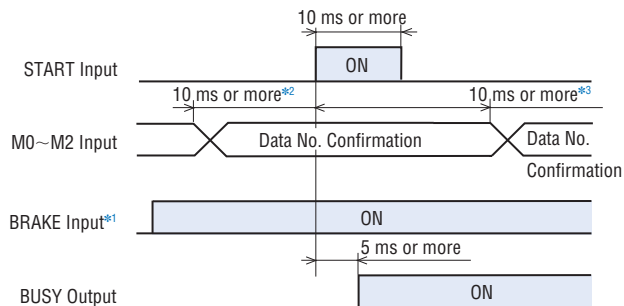 10 ms or more
START Input
ON
10 ms or more*2
10 ms or more*3
M0~M2 Input
Data No. Confirmation
Data No.
Confirmation
BRAKE Input*1
ON
5 ms or more
BUSY Output
ON